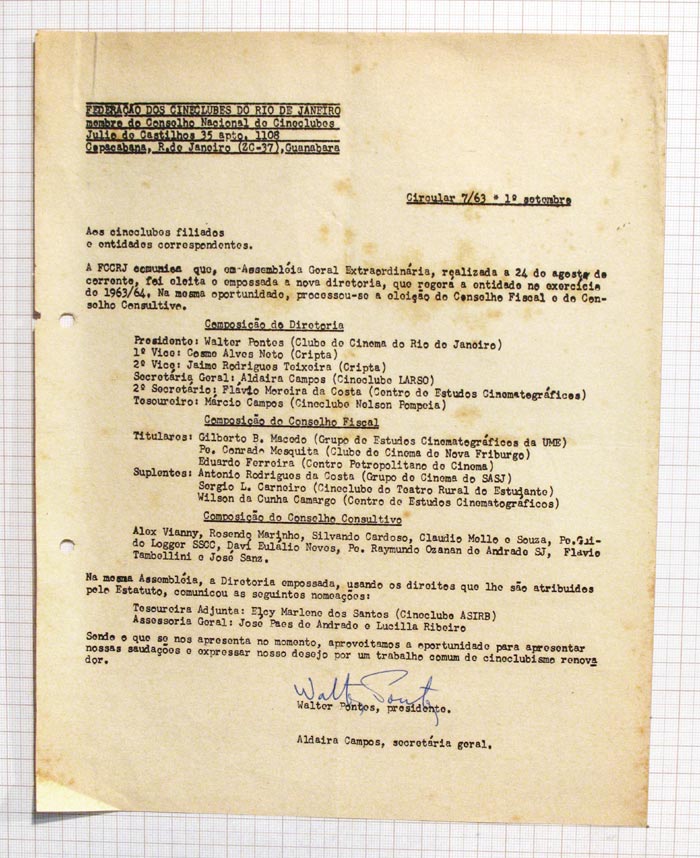 FEDERAÇÃO DOS CINECLUBES DO RIO DE JANEIRO
membro do Conselho Nacional de Cineclubes
Julio de Castilhos 35 apto. 1108
Copacabana, R.de Janeiro (ZC-37),Guanabara
Circular 7/63 * 1º setembro
Aos cineclubes filiados
e entidades correspondentes.
A FCCRJ comunica que, em Assembléia Geral Extraordinária, realizada a 24 de agosto do
corrente, foi eleita e empossada a nova diretoria, que regerá a entidade no exercício
de 1963/64. Na mesma oportunidade, processou-se a eleição do Conselho Fiscal e do Con-
selho Consultivo.
Composição da Diretoria
Presidente: Walter Pontes (Clube de Cinema do Rio de Janeiro)
1º Vice: Cosme Alves Neto (Cripta)
2º Vice: Jaime Rodrigues Teixeira (Cripta)
Secretária Geral: Aldaira Campos (Cineclube LARSO)
2º Secretário: Flávio Moreira da Costa (Centro de Estudos Cinematográficos)
Tesoureiro: Márcio Campos (Cineclube Nelson Pompeia)
Composição do Conselho Fiscal
Titulares: Gilberto B. Macedo (Grupo de Estudos Cinematográficos da UME)
Pe. Conrado Mesquita (Clube de Cinema de Nova Friburgo)
Eduardo Ferreira (Centro Petropolitano de Cinema)
Suplentes: Antonio Rodrigues da Costa (Grupo de Cinema do SASJ)
Sergio L. Carneiro (Cineclube do Teatro Rural do Estudante)
Wilson da Cunha Camargo (Centro de Estudos Cinematográficos)
Composição do Conselho Consultivo
Alex Vianny, Rosendo Marinho, Silvando Cardoso, Claudio Mello e Souza, Pe.Gui-
do Logger SSCC, Davi Eulálio Neves, Pe. Raymundo Ozanan de Andrade SJ, Flávio
Tambellini e José Sanz.
Na mesma Assembléia, a Diretoria empossada, usando os direitos que lhe são atribuidos
pelo Estatuto, comunicou as seguintes nomeações:
Tesoureira Adjunta: Elcy Marlene dos Santos (Cineclube ASIRB)
Assessoria Geral: José Paes de Andrade e Lucilla Ribeiro
Sendo o que se nos apresenta no momento, aproveitamos a oportunidade para apresentar
nossas saudações e expressar nosso desejo por um trabalho comum de cineclubismo renova
dor.
Walter Pontes
Walter Pontes, presidente.
Aldaira Campos, secretária geral.